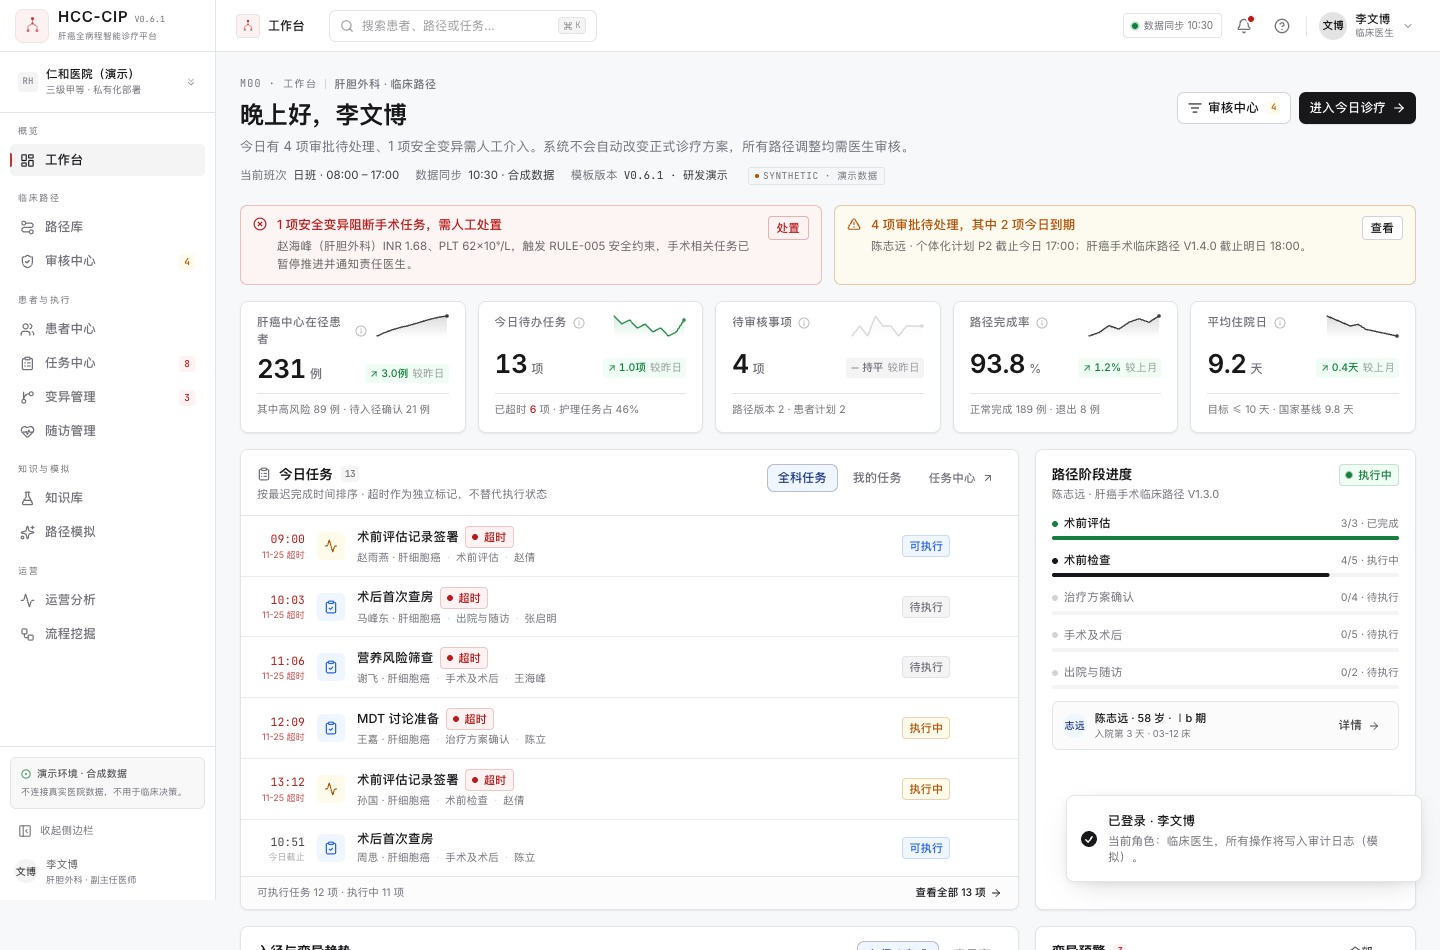 HCC-CIP V0.6.1
肝癌全病程智能诊疗平台
RH
仁和医院（演示）
三级甲等 · 私有化部署
概览
工作台
临床路径
路径库
审核中心 4
患者与执行
患者中心
任务中心 8
变异管理 3
随访管理
知识与模拟
知识库
路径模拟
运营
运营分析
流程挖掘
演示环境 · 合成数据
不连接真实医院数据，不用于临床决策。
收起侧边栏
文博
李文博
肝胆外科 · 副主任医师
工作台
搜索患者、路径或任务...
⌘ K
数据同步 10:30
文博
李文博
临床医生
M00 · 工作台 | 肝胆外科 · 临床路径
晚上好，李文博
今日有 4 项审批待处理、1 项安全变异需人工介入。系统不会自动改变正式诊疗方案，所有路径调整均需医生审核。
当前班次 日班 · 08:00 – 17:00 数据同步 10:30 · 合成数据 模板版本 V0.6.1 · 研发演示 SYNTHETIC · 演示数据
审核中心 4
进入今日诊疗
1 项安全变异阻断手术任务，需人工处置
赵海峰（肝胆外科）INR 1.68、PLT 62×10⁹/L，触发 RULE-005 安全约束，手术相关任务已
暂停推进并通知责任医生。
处置
4 项审批待处理，其中 2 项今日到期
陈志远 · 个体化计划 P2 截止今日 17:00；肝癌手术临床路径 V1.4.0 截止明日 18:00。
查看
肝癌中心在径患
者
231 例
3.0例 较昨日
其中高风险 89 例 · 待入径确认 21 例
今日待办任务
13 项
1.0项 较昨日
已超时 6 项 · 护理任务占 46%
待审核事项
4 项
持平 较昨日
路径版本 2 · 患者计划 2
路径完成率
93.8 %
1.2% 较上月
正常完成 189 例 · 退出 8 例
平均住院日
9.2 天
0.4天 较上月
目标 ≤ 10 天 · 国家基线 9.8 天
今日任务 13
按最迟完成时间排序 · 超时作为独立标记，不替代执行状态
全科任务
我的任务
任务中心
09:00
11-25 超时
术前评估记录签署 超时
赵雨燕 · 肝细胞癌 · 术前评估 · 赵倩
可执行
10:03
11-25 超时
术后首次查房 超时
马峰东 · 肝细胞癌 · 出院与随访 · 张启明
待执行
11:06
11-25 超时
营养风险筛查 超时
谢飞 · 肝细胞癌 · 手术及术后 · 王海峰
待执行
12:09
11-25 超时
MDT 讨论准备 超时
王嘉 · 肝细胞癌 · 治疗方案确认 · 陈立
执行中
13:12
11-25 超时
术前评估记录签署 超时
孙国 · 肝细胞癌 · 术前检查 · 赵倩
执行中
10:51
今日截止
术后首次查房
周思 · 肝细胞癌 · 手术及术后 · 陈立
可执行
可执行任务 12 项 · 执行中 11 项
查看全部 13 项
路径阶段进度
执行中
陈志远 · 肝癌手术临床路径 V1.3.0
术前评估 3/3 · 已完成
术前检查 4/5 · 执行中
治疗方案确认 0/4 · 待执行
手术及术后 0/5 · 待执行
出院与随访 0/2 · 待执行
志远
陈志远 · 58 岁 · Ⅰb 期
入院第 3 天 · 03-12 床
详情
已登录 · 李文博
当前角色：临床医生，所有操作将写入审计日志（模
拟）。